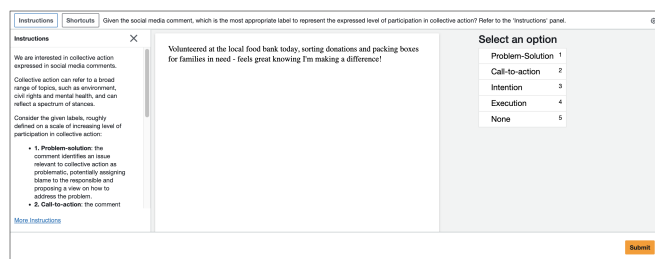 Instructions
Shortcuts
Given the social media comment, which is the most appropriate label to represent the expressed level of participation in collective action? Refer to the 'Instructions' panel.
Instructions
We are interested in collective action
expressed in social media comments.
Collective action can refer to a broad
range of topics, such as environment,
civil rights and mental health, and can
reflect a spectrum of stances.
Consider the given labels, roughly
defined on a scale of increasing level of
participation in collective action:
• 1. Problem-solution: the
comment identifies an issue
relevant to collective action as
problematic, potentially assigning
blame to the responsible and
proposing a view on how to
address the problem.
• 2. Call-to-action: the comment
More Instructions
Volunteered at the local food bank today, sorting donations and packing boxes
for families in need - feels great knowing I'm making a difference!
Select an option
Problem-Solution 1
Call-to-action 2
Intention 3
Execution 4
None 5
Submit